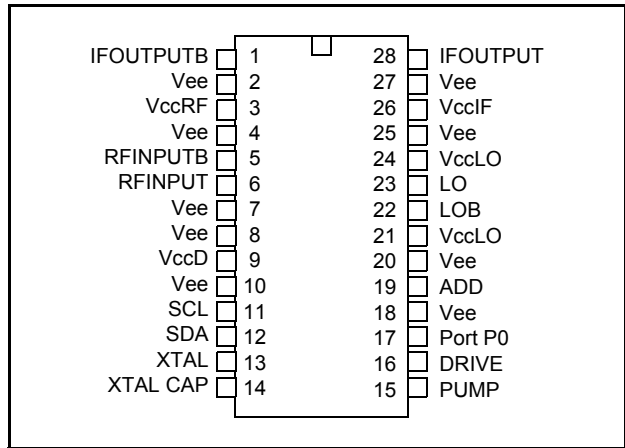 IFOUTPUTB 1 28 IFOUTPUT
Vee 2 27 Vee
VccRF 3 26 VccIF
Vee 4 25 Vee
RFINPUTB 5 24 VccLO
RFINPUT 6 23 LO
Vee 7 22 LOB
Vee 8 21 VccLO
VccD 9 20 Vee
Vee 10 19 ADD
SCL 11 18 Vee
SDA 12 17 Port P0
XTAL 13 16 DRIVE
XTAL CAP 14 15 PUMP